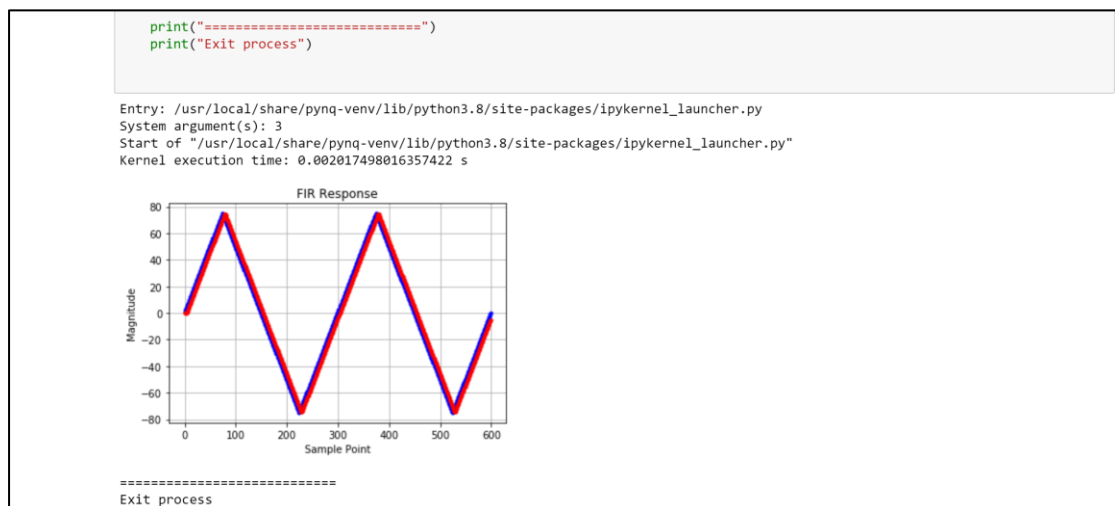 print("============================")
print("Exit process")
Entry: /usr/local/share/pynq-venv/lib/python3.8/site-packages/ipykernel_launcher.py
System argument(s): 3
Start of "/usr/local/share/pynq-venv/lib/python3.8/site-packages/ipykernel_launcher.py"
Kernel execution time: 0.002017498016357422 s
FIR Response
80
60
40
20
0
−20
−40
−60
−80
Magnitude
0 100 200 300 400 500 600
Sample Point
============================
Exit process